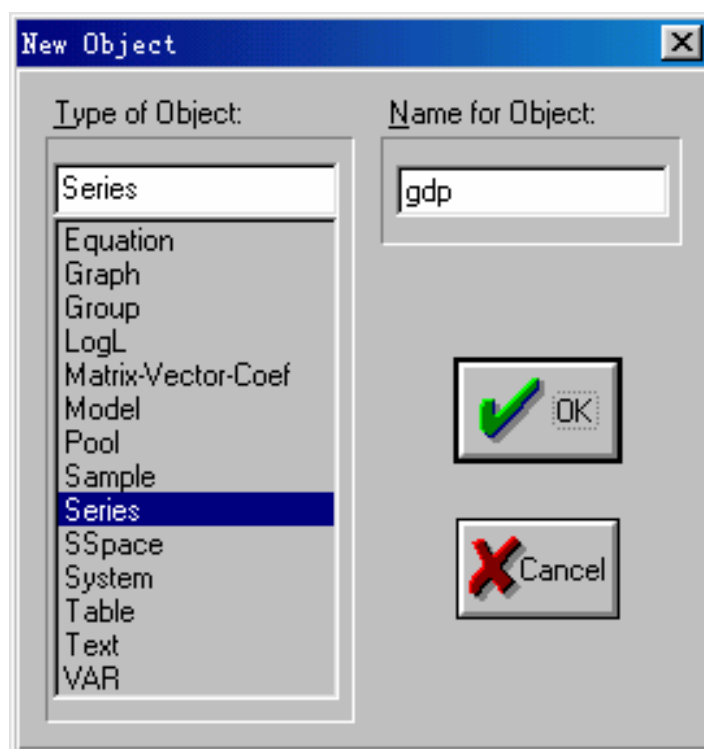 New Object
Type of Object:
Name for Object:
Series
gdp
Equation
Graph
Group
LogL
Matrix-Vector-Coef
Model
Pool
Sample
Series
SSpace
System
Table
Text
VAR
OK
Cancel